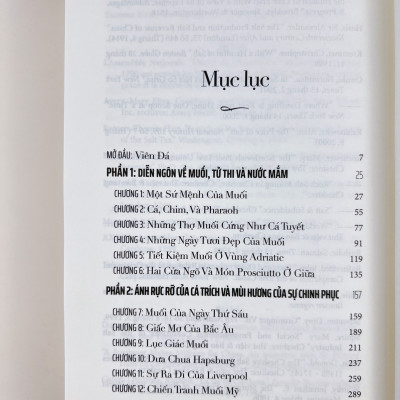 Mục lục
MỞ ĐẦU: Viên Đá 7
PHẦN 1: DIỄN NGÔN VỀ MUỐI, TỬ THI VÀ NƯỚC MẮM 25
CHƯƠNG 1: Một Sứ Mệnh Của Muối 27
CHƯƠNG 2: Cá, Chim, Và Pharaoh 55
CHƯƠNG 3: Những Thợ Muối Cứng Như Cá Tuyết 77
CHƯƠNG 4: Những Ngày Tươi Đẹp Của Muối 91
CHƯƠNG 5: Tiết Kiệm Muối Ở Vùng Adriatic 119
CHƯƠNG 6: Hai Cửa Ngõ Và Món Prosciutto Ở Giữa 135
PHẦN 2: ÁNH RỰC RỠ CỦA CÁ TRÍCH VÀ MÙI HƯƠNG CỦA SỰ CHINH PHỤC 157
CHƯƠNG 7: Muối Của Ngày Thứ Sáu 159
CHƯƠNG 8: Giấc Mơ Của Bắc Âu 189
CHƯƠNG 9: Lục Giác Muối 211
CHƯƠNG 10: Dưa Chua Hapsburg 237
CHƯƠNG 11: Sự Ra Đi Của Liverpool 259
CHƯƠNG 12: Chiến Tranh Muối Mỹ 289